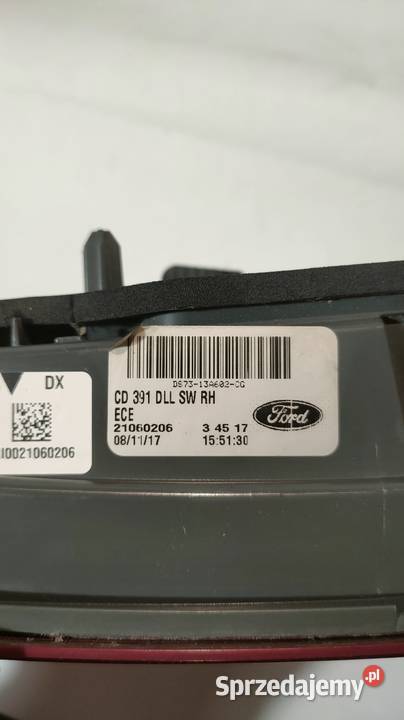 DX
I0021060206
DS73-13A602-CG
CD 391 DLL SW RH
ECE
Ford
21060206 3 45 17
08/11/17 15:51:30
Sprzedajemy.pl